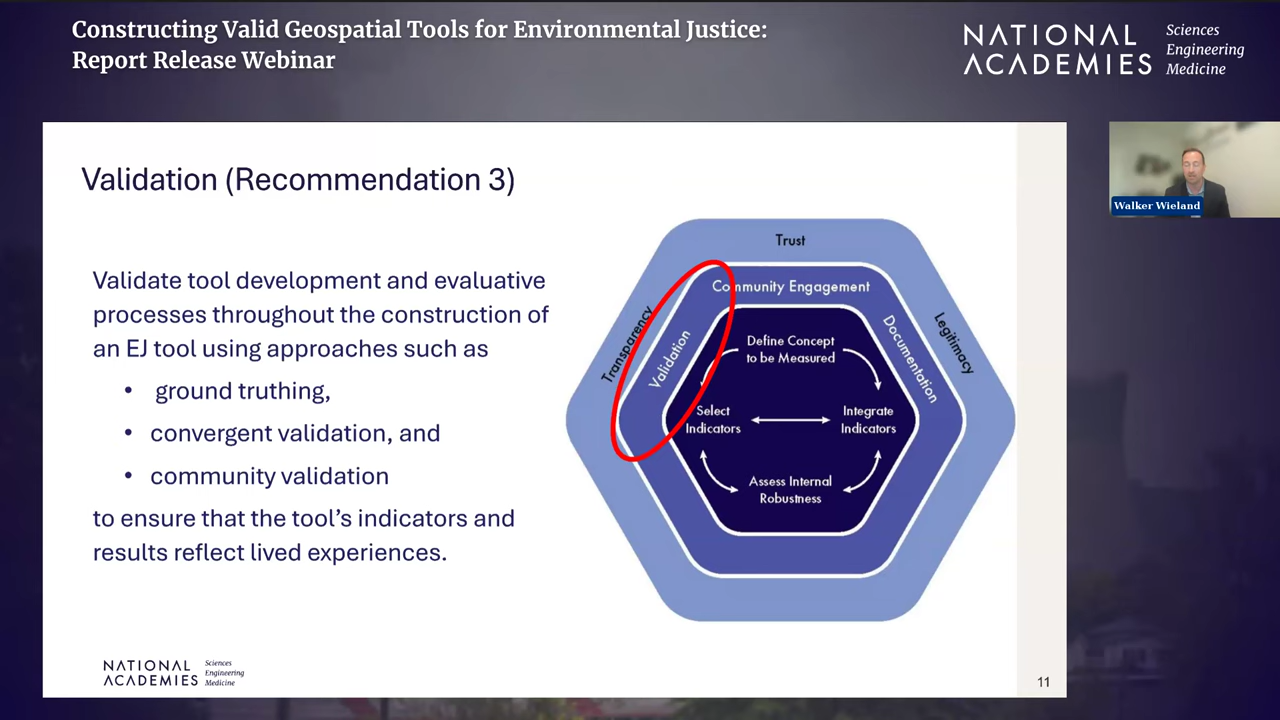 Constructing Valid Geospatial Tools for Environmental Justice:
Report Release Webinar
NATIONAL
ACADEMIES
Sciences
Engineering
Medicine
Walker Wieland
Validation (Recommendation 3)
Validate tool development and evaluative
processes throughout the construction of
an EJ tool using approaches such as
• ground truthing,
• convergent validation, and
• community validation
to ensure that the tool’s indicators and
results reflect lived experiences.
Trust
Community Engagement
Transparency
Validation
Documentation
Legitimacy
Define Concept
to be Measured
Select
Indicators
Integrate
Indicators
Assess Internal
Robustness
NATIONAL
ACADEMIES
Sciences
Engineering
Medicine
11